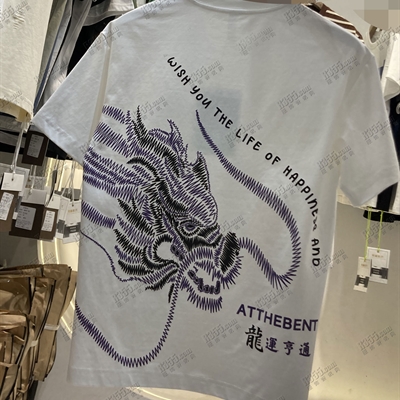 WISH YOU THE LIFE OF HAPPINESS AND
ATTHEBENT
龍運亨通